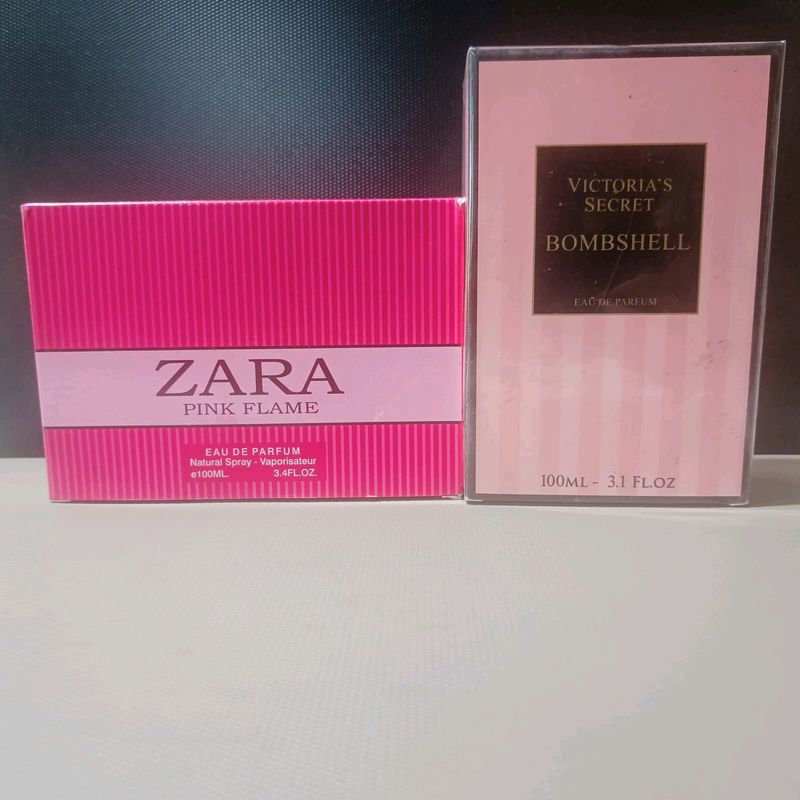 ZARA
PINK FLAME
EAU DE PARFUM
Natural Spray - Vaporisateur
e100ML. 3.4FL.OZ.
VICTORIA'S
SECRET
BOMBSHELL
EAU DE PARFUM
100ML - 3.1 FL.OZ